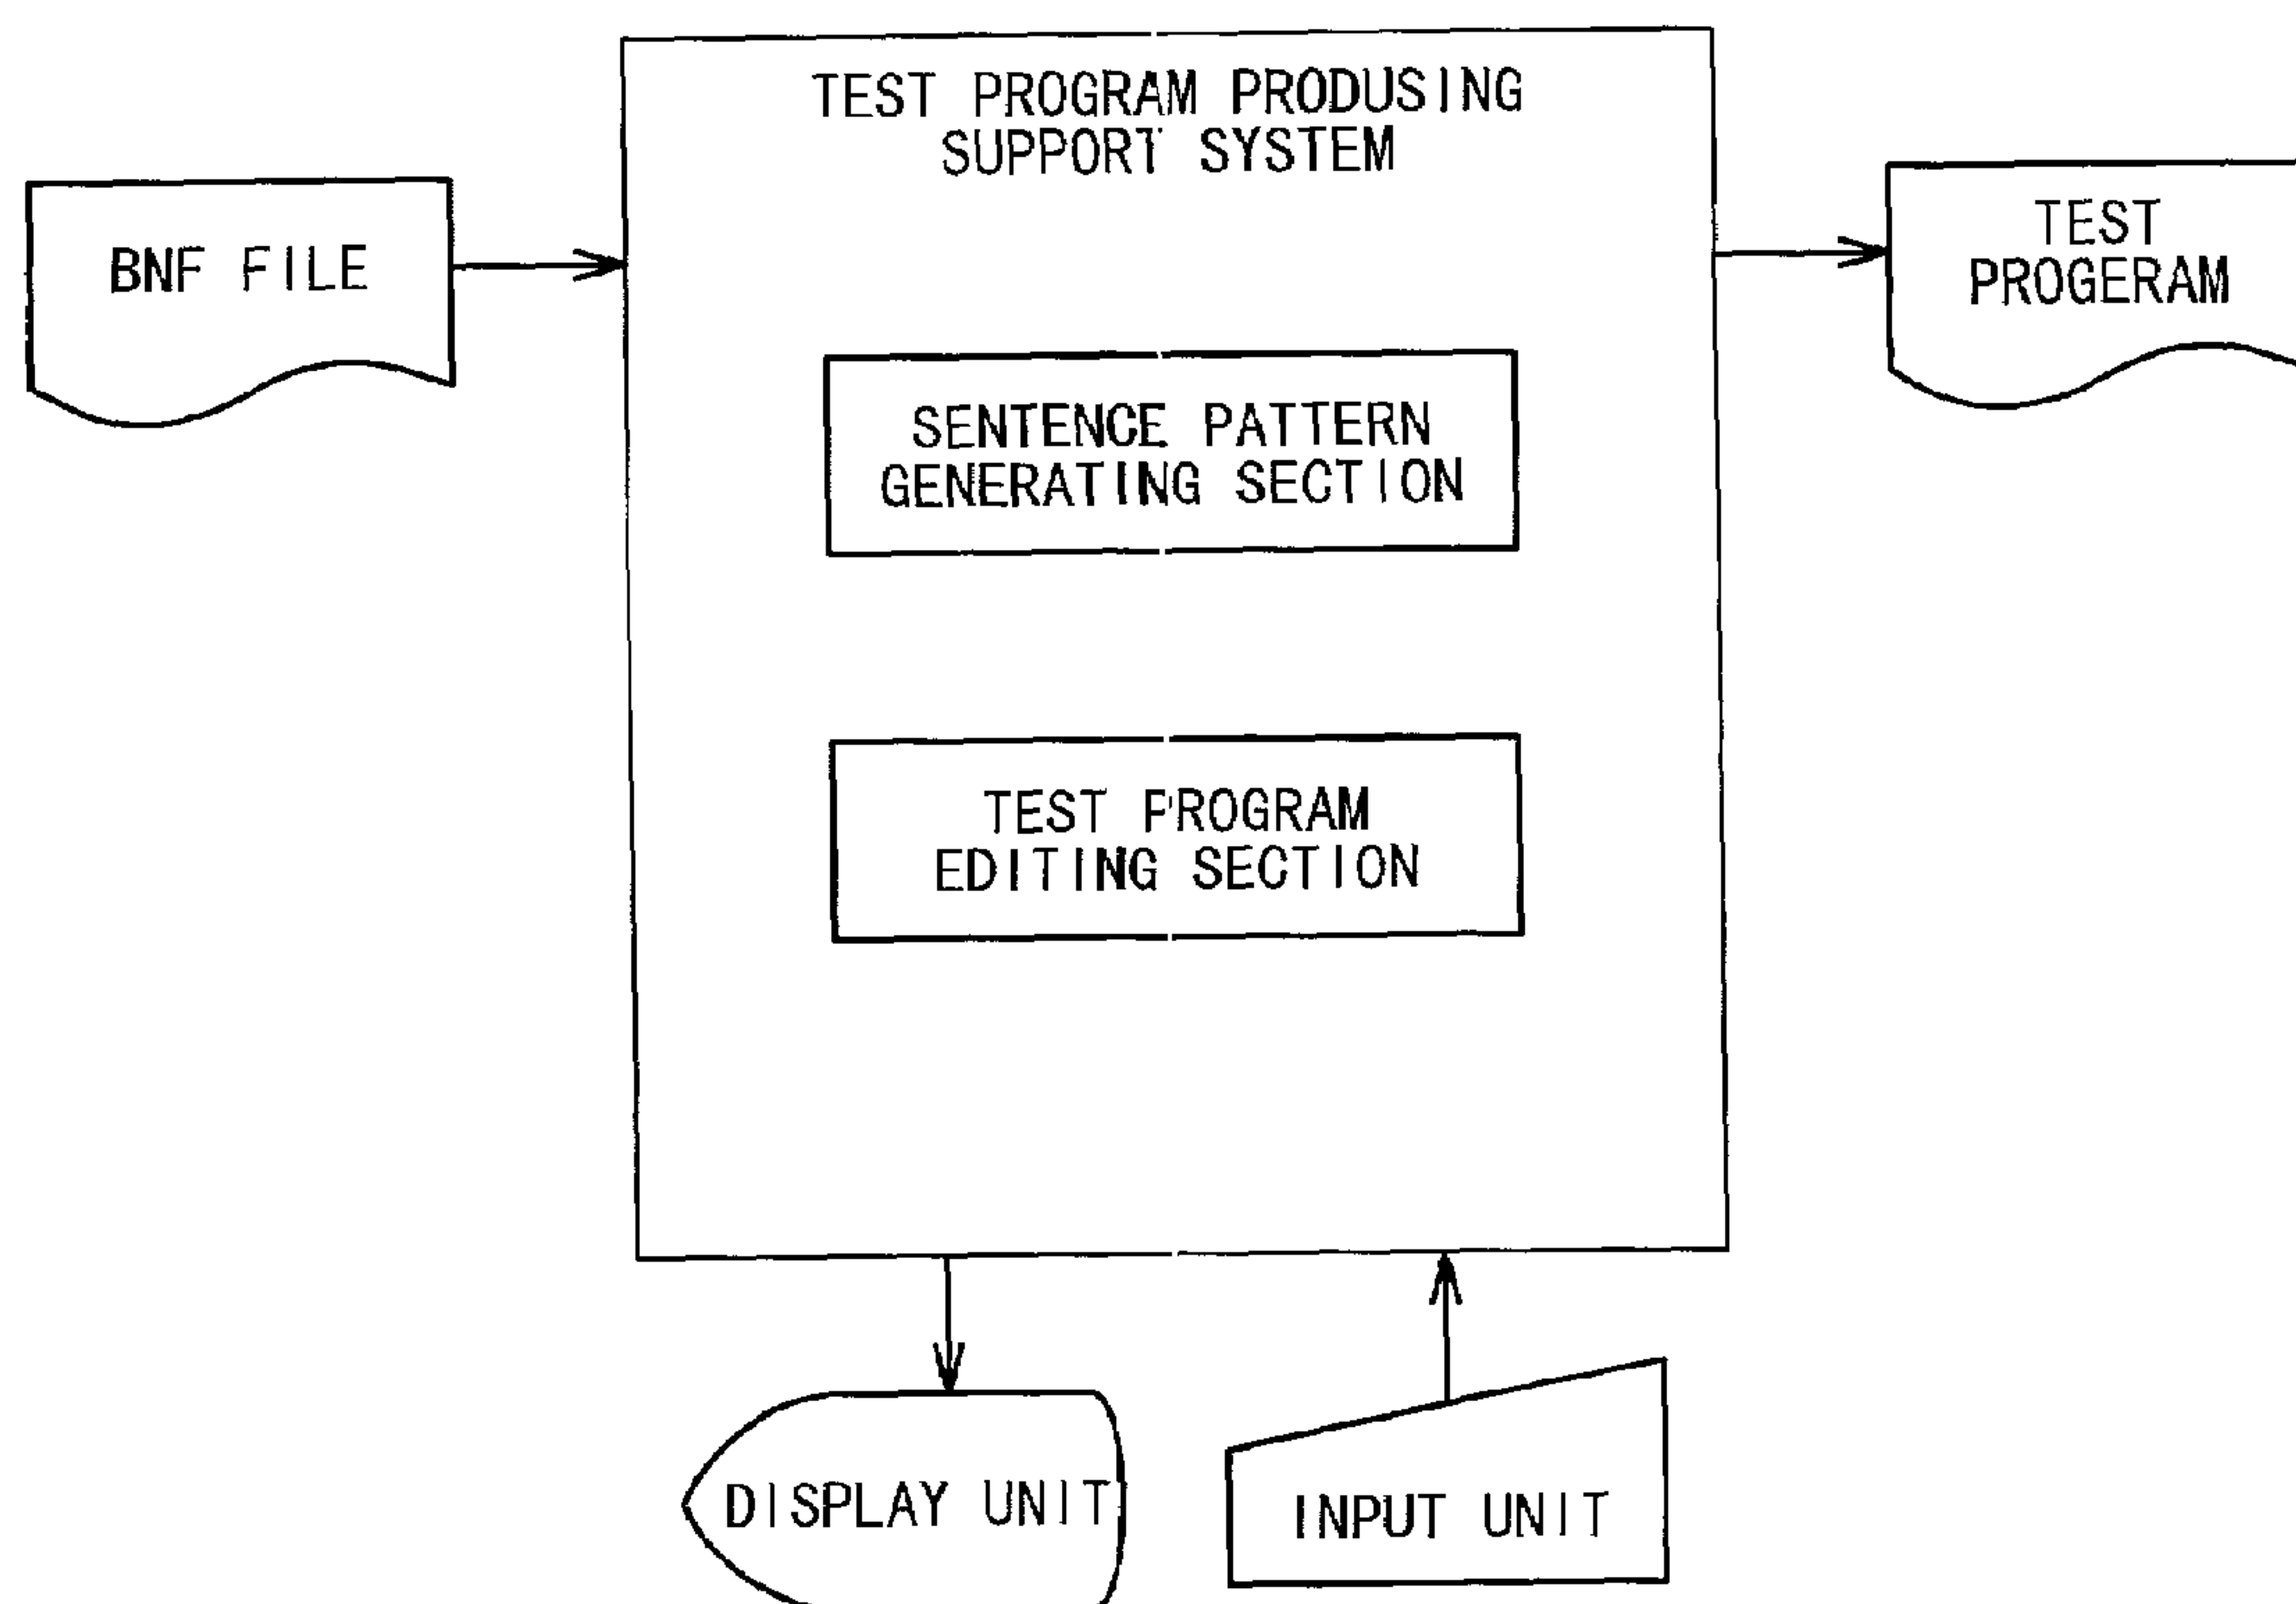 TEST PROGRAM PRODUSING
SUPPORT SYSTEM
BNF FILE
TEST
PROGERAM
SENTENCE PATTERN
GENERATING SECTION
TEST PROGRAM
EDITING SECTION
DISPLAY UNIT
INPUT UNIT